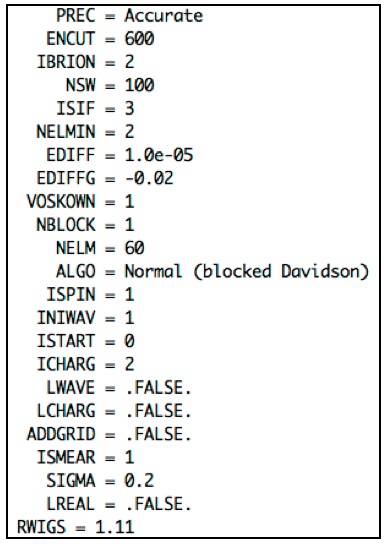 PREC = Accurate
ENCUT = 600
IBRION = 2
NSW = 100
ISIF = 3
NELMIN = 2
EDIFF = 1.0e-05
EDIFFG = -0.02
VOSKOWN = 1
NBLOCK = 1
NELM = 60
ALGO = Normal (blocked Davidson)
ISPIN = 1
INIWAV = 1
ISTART = 0
ICHARG = 2
LWAVE = .FALSE.
LCHARG = .FALSE.
ADDGRID = .FALSE.
ISMEAR = 1
SIGMA = 0.2
LREAL = .FALSE.
RWIGS = 1.11